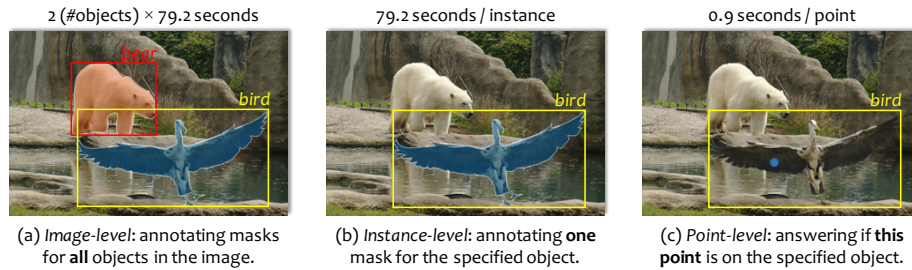 2 (#objects) × 79.2 seconds
bear
bird
(a) Image-level: annotating masks
for all objects in the image.
79.2 seconds / instance
bird
(b) Instance-level: annotating one
mask for the specified object.
0.9 seconds / point
bird
(c) Point-level: answering if this
point is on the specified object.